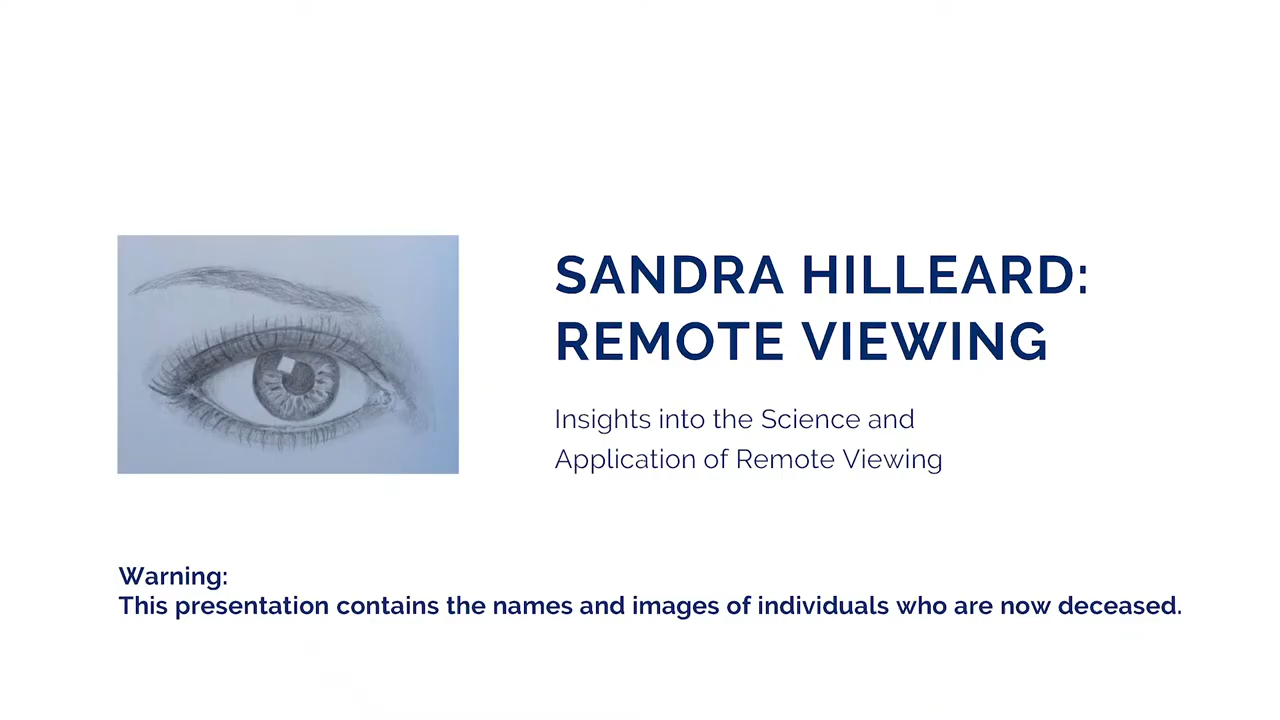 SANDRA HILLEARD:
REMOTE VIEWING
Insights into the Science and
Application of Remote Viewing
Warning:
This presentation contains the names and images of individuals who are now deceased.